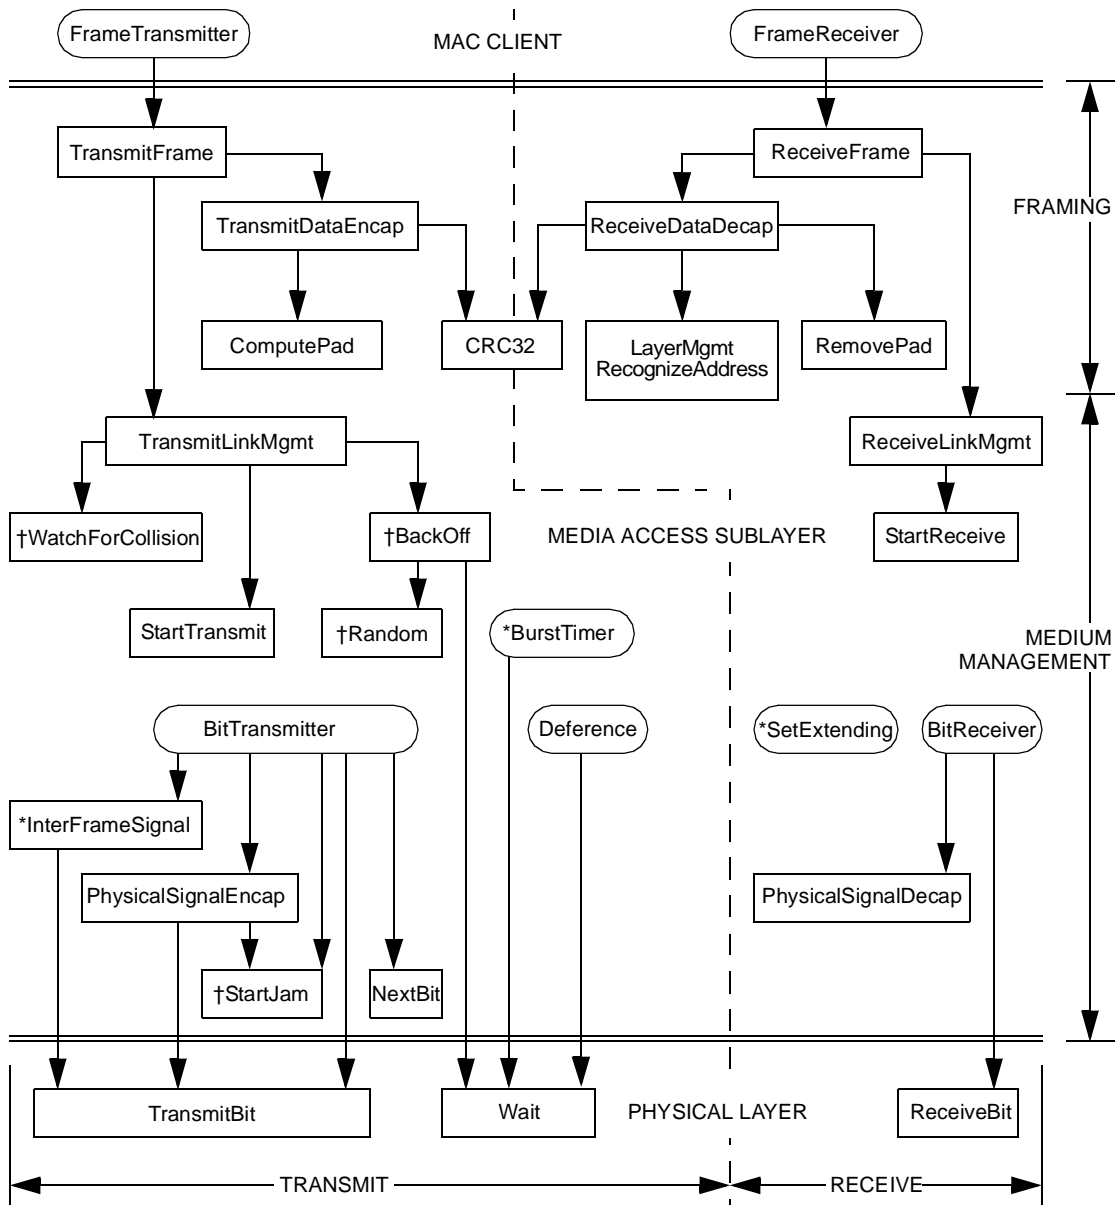 FrameTransmitter
MAC CLIENT
FrameReceiver
TransmitFrame
ReceiveFrame
TransmitDataEncap
ReceiveDataDecap
FRAMING
ComputePad
CRC32
LayerMgmt
RecognizeAddress
RemovePad
TransmitLinkMgmt
ReceiveLinkMgmt
†WatchForCollision
†BackOff
MEDIA ACCESS SUBLAYER
StartReceive
StartTransmit
†Random
*BurstTimer
MEDIUM
MANAGEMENT
BitTransmitter
Deference
*SetExtending
BitReceiver
*InterFrameSignal
PhysicalSignalEncap
PhysicalSignalDecap
†StartJam
NextBit
TransmitBit
Wait
PHYSICAL LAYER
ReceiveBit
TRANSMIT
RECEIVE